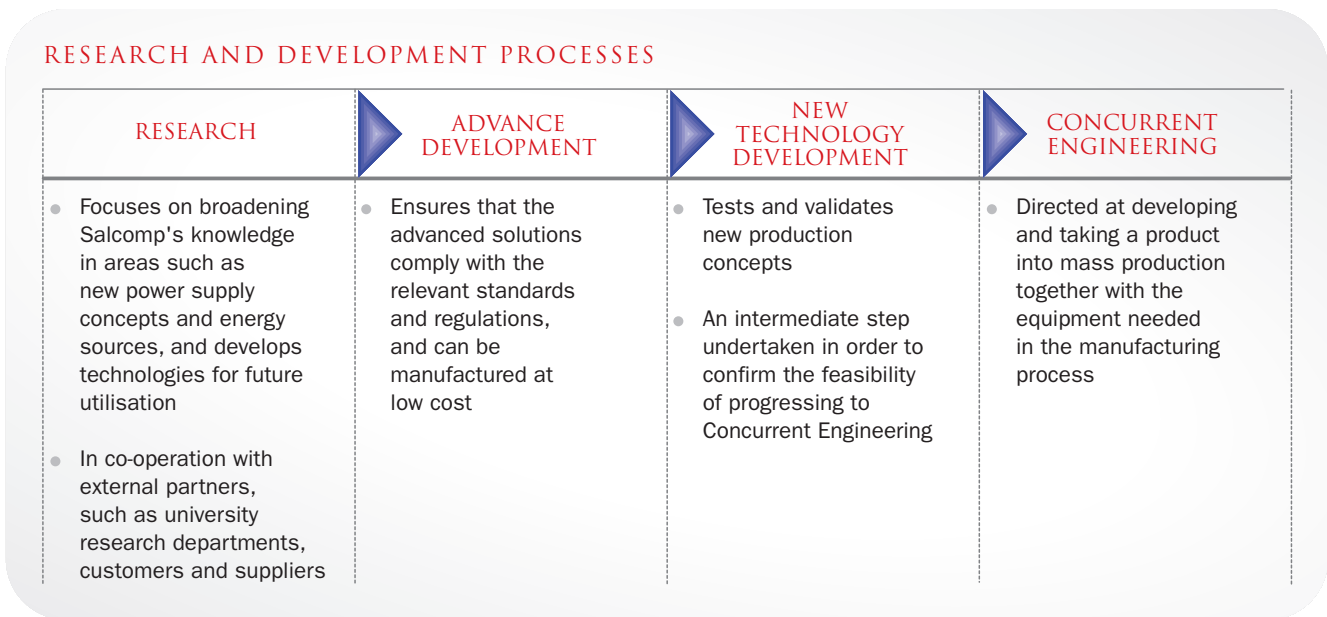 RESEARCH AND DEVELOPMENT PROCESSES
RESEARCH
ADVANCE
DEVELOPMENT
NEW
TECHNOLOGY
DEVELOPMENT
CONCURRENT
ENGINEERING
Focuses on broadening
Salcomp's knowledge
in areas such as
new power supply
concepts and energy
sources, and develops
technologies for future
utilisation
In co-operation with
external partners,
such as university
research departments,
customers and suppliers
Ensures that the
advanced solutions
comply with the
relevant standards
and regulations,
and can be
manufactured at
low cost
Tests and validates
new production
concepts
An intermediate step
undertaken in order to
confirm the feasibility
of progressing to
Concurrent Engineering
Directed at developing
and taking a product
into mass production
together with the
equipment needed
in the manufacturing
process